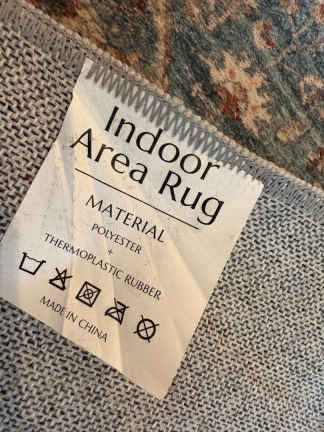 Indoor
Area Rug
MATERIAL
POLYESTER
+
THERMOPLASTIC RUBBER
MADE IN CHINA